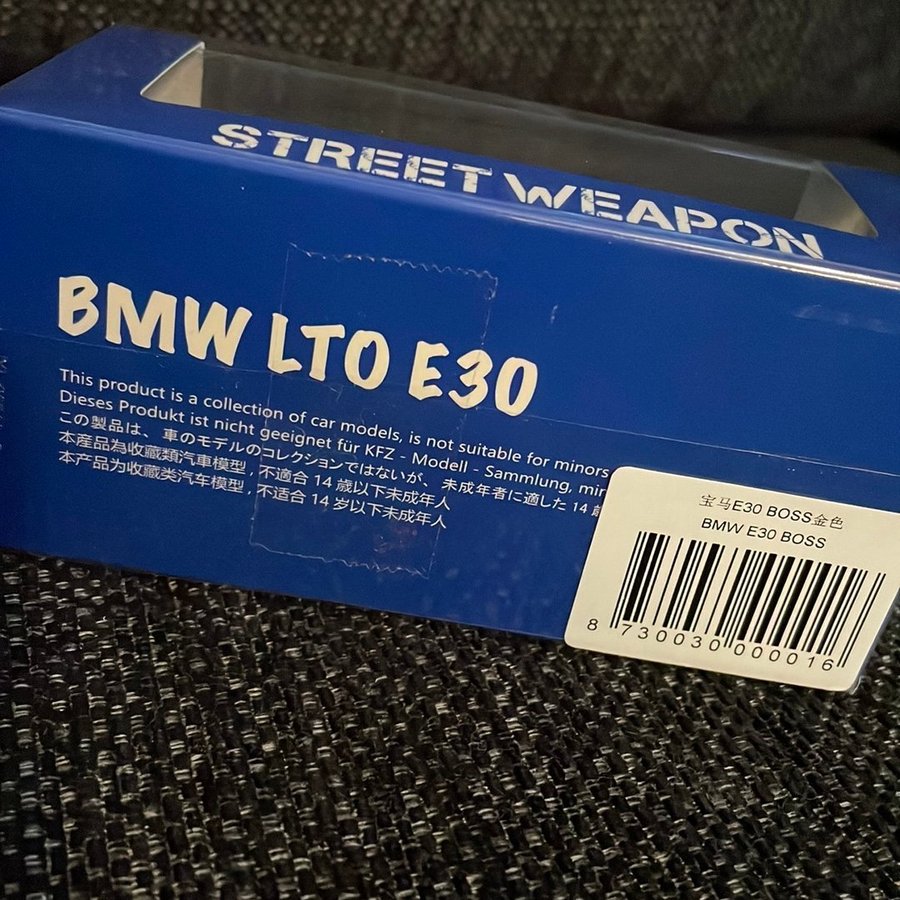 STREET WEAPON
BMW LTO E30
This product is a collection of car models, is not suitable for minors
Dieses Produkt ist nicht geeignet für KFZ - Modell - Sammlung,
この製品は、車のモデルのコレクションではないが、未成年者に適した 14
本產品為收藏類汽車模型 , 不適合 14 歲以下未成年人
本产品为收藏类汽车模型 , 不适合 14 岁以下未成年人
宝马E30 BOSS金色
BMW E30 BOSS
8 730030 000016